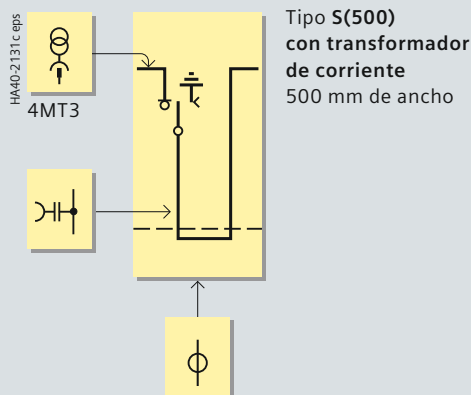 HA40-2131c eps
4MT3
Tipo S(500)
con transformador
de corriente
500 mm de ancho